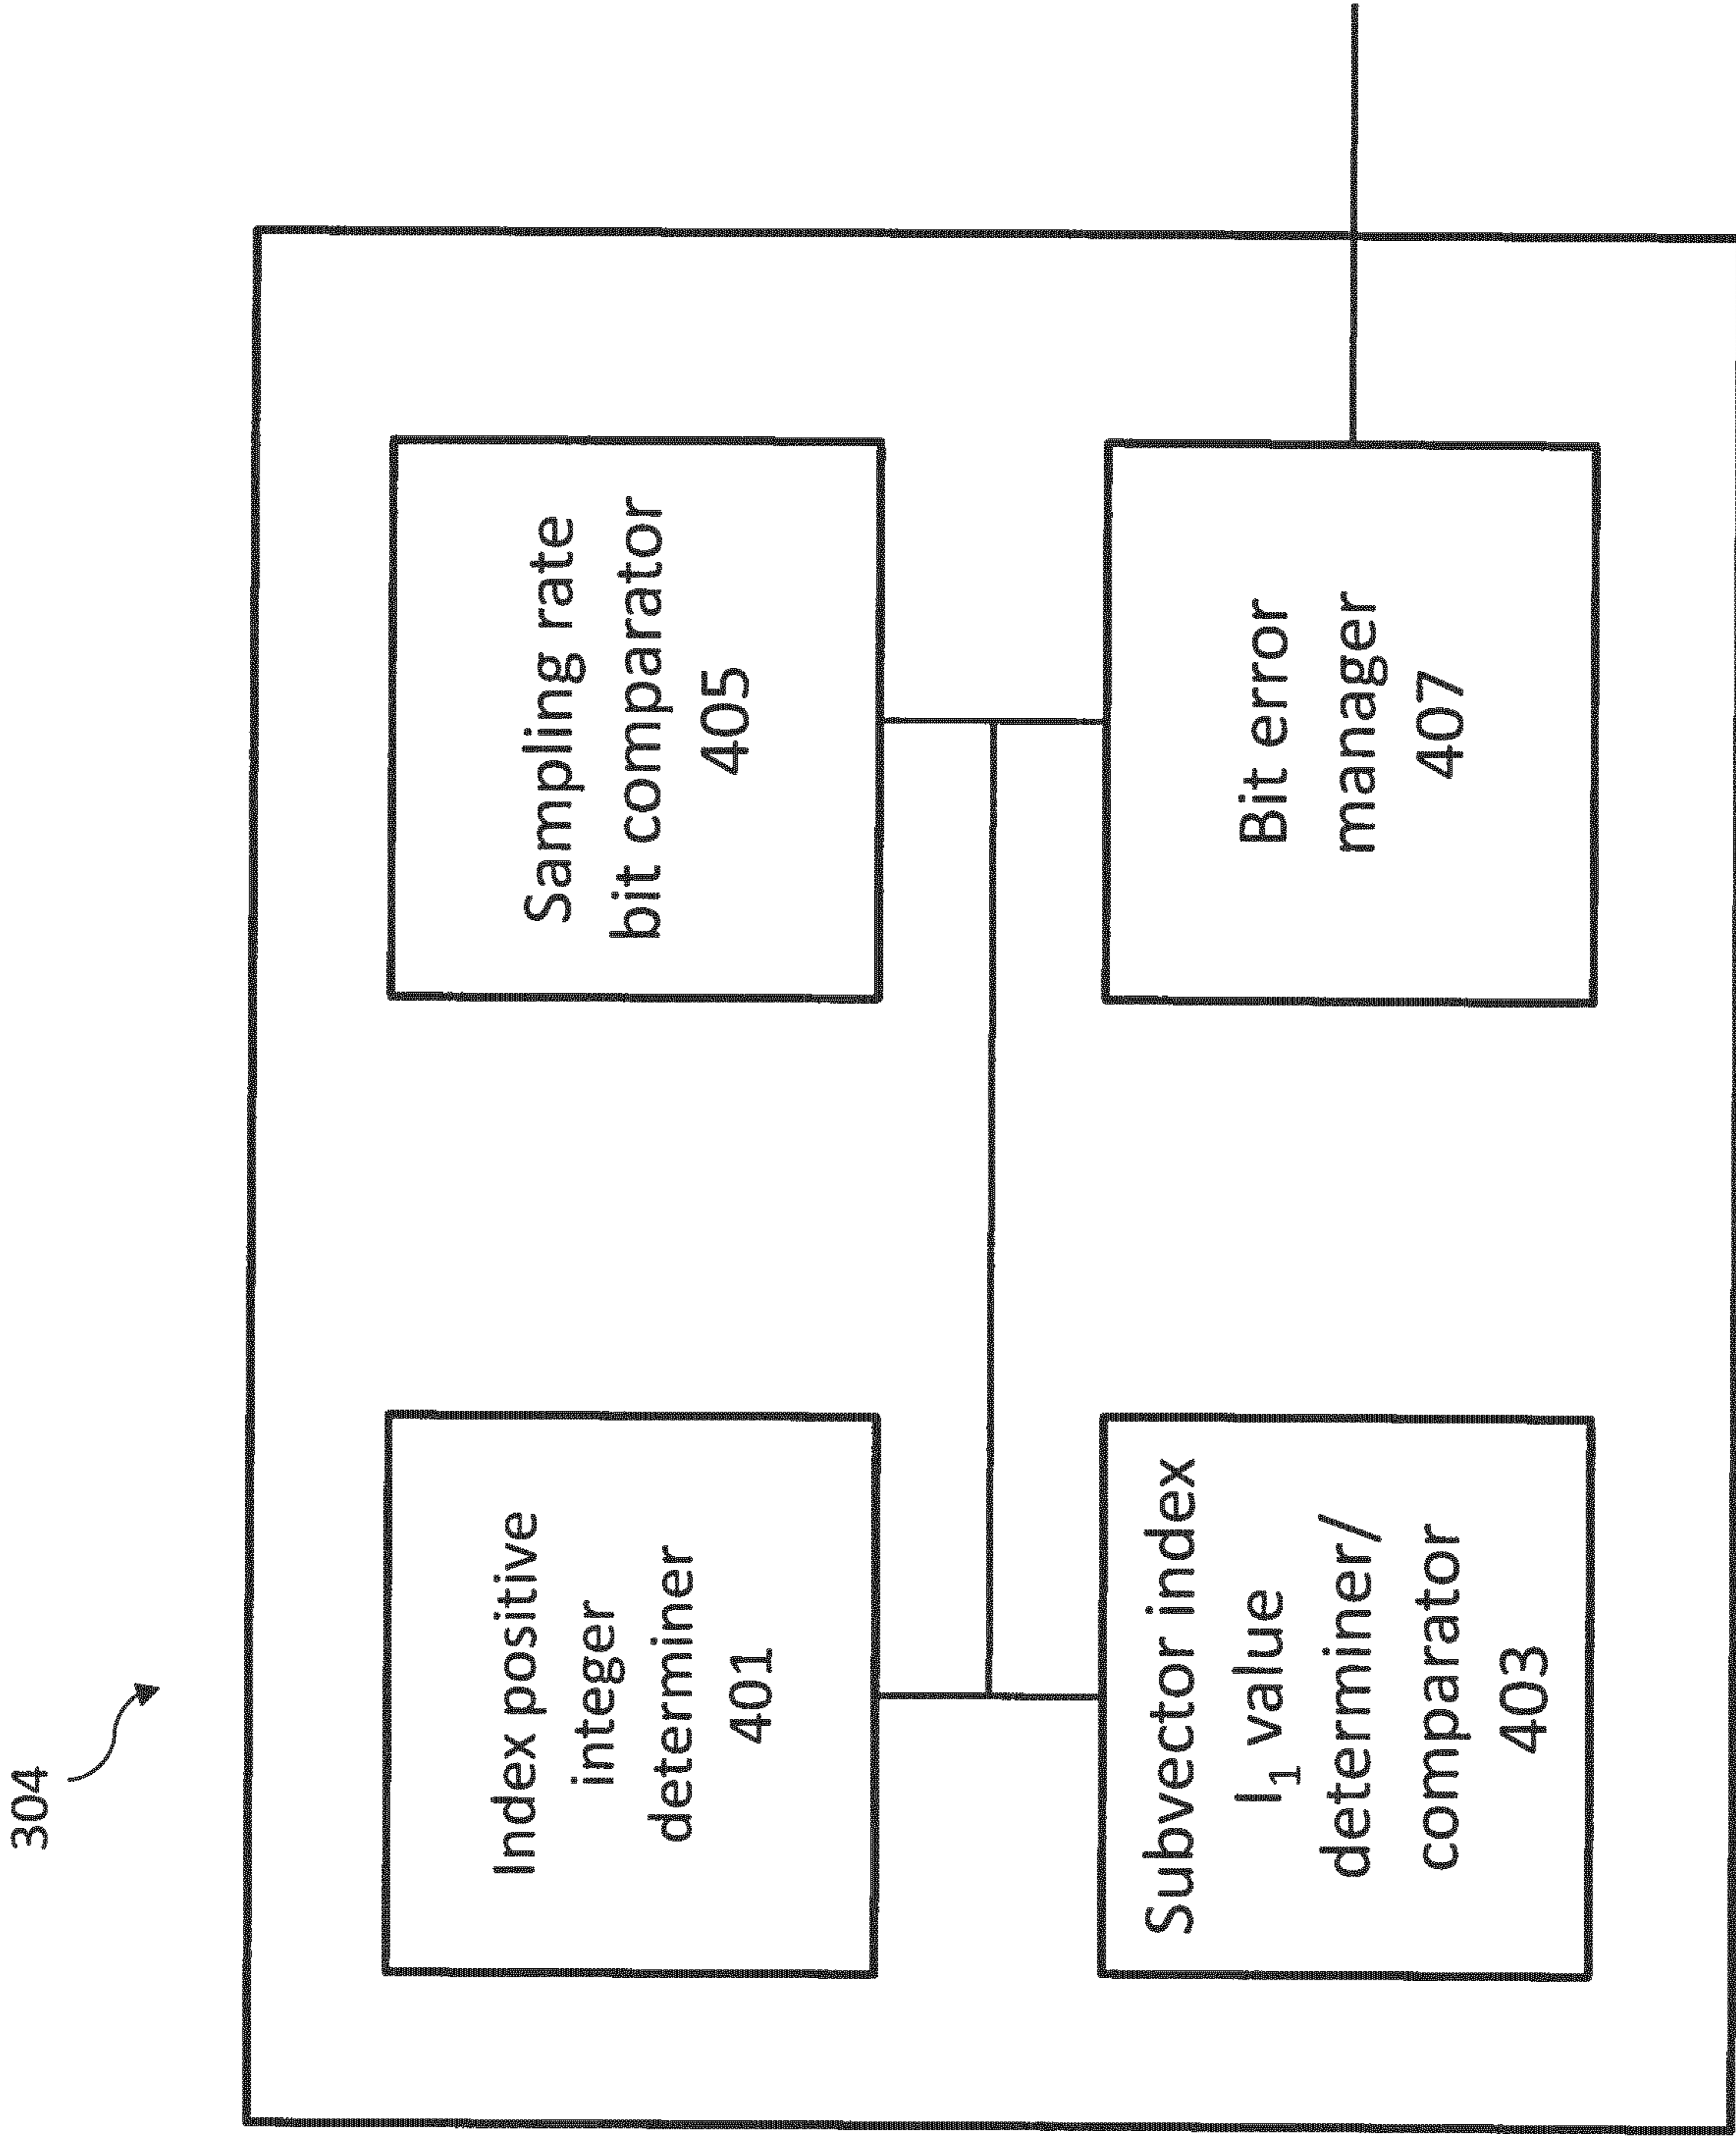 304
Index positive
integer
determiner
401
Sampling rate
bit comparator
405
Subvector index
I1 value
determiner/
comparator
403
Bit error
manager
407